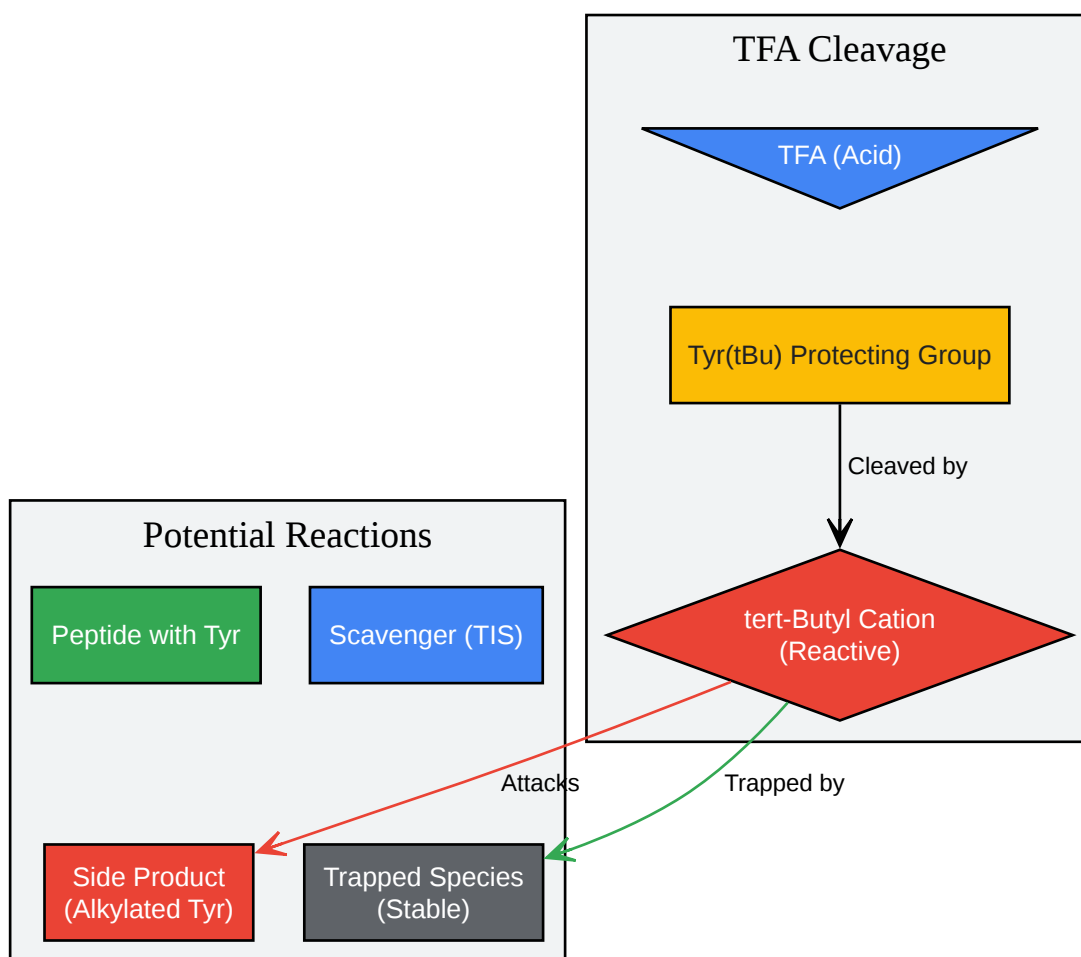 TFA Cleavage
TFA (Acid)
Tyr(tBu) Protecting Group
Cleaved by
tert-Butyl Cation
(Reactive)
Potential Reactions
Peptide with Tyr
Scavenger (TIS)
Attacks
Trapped by
Side Product
(Alkylated Tyr)
Trapped Species
(Stable)